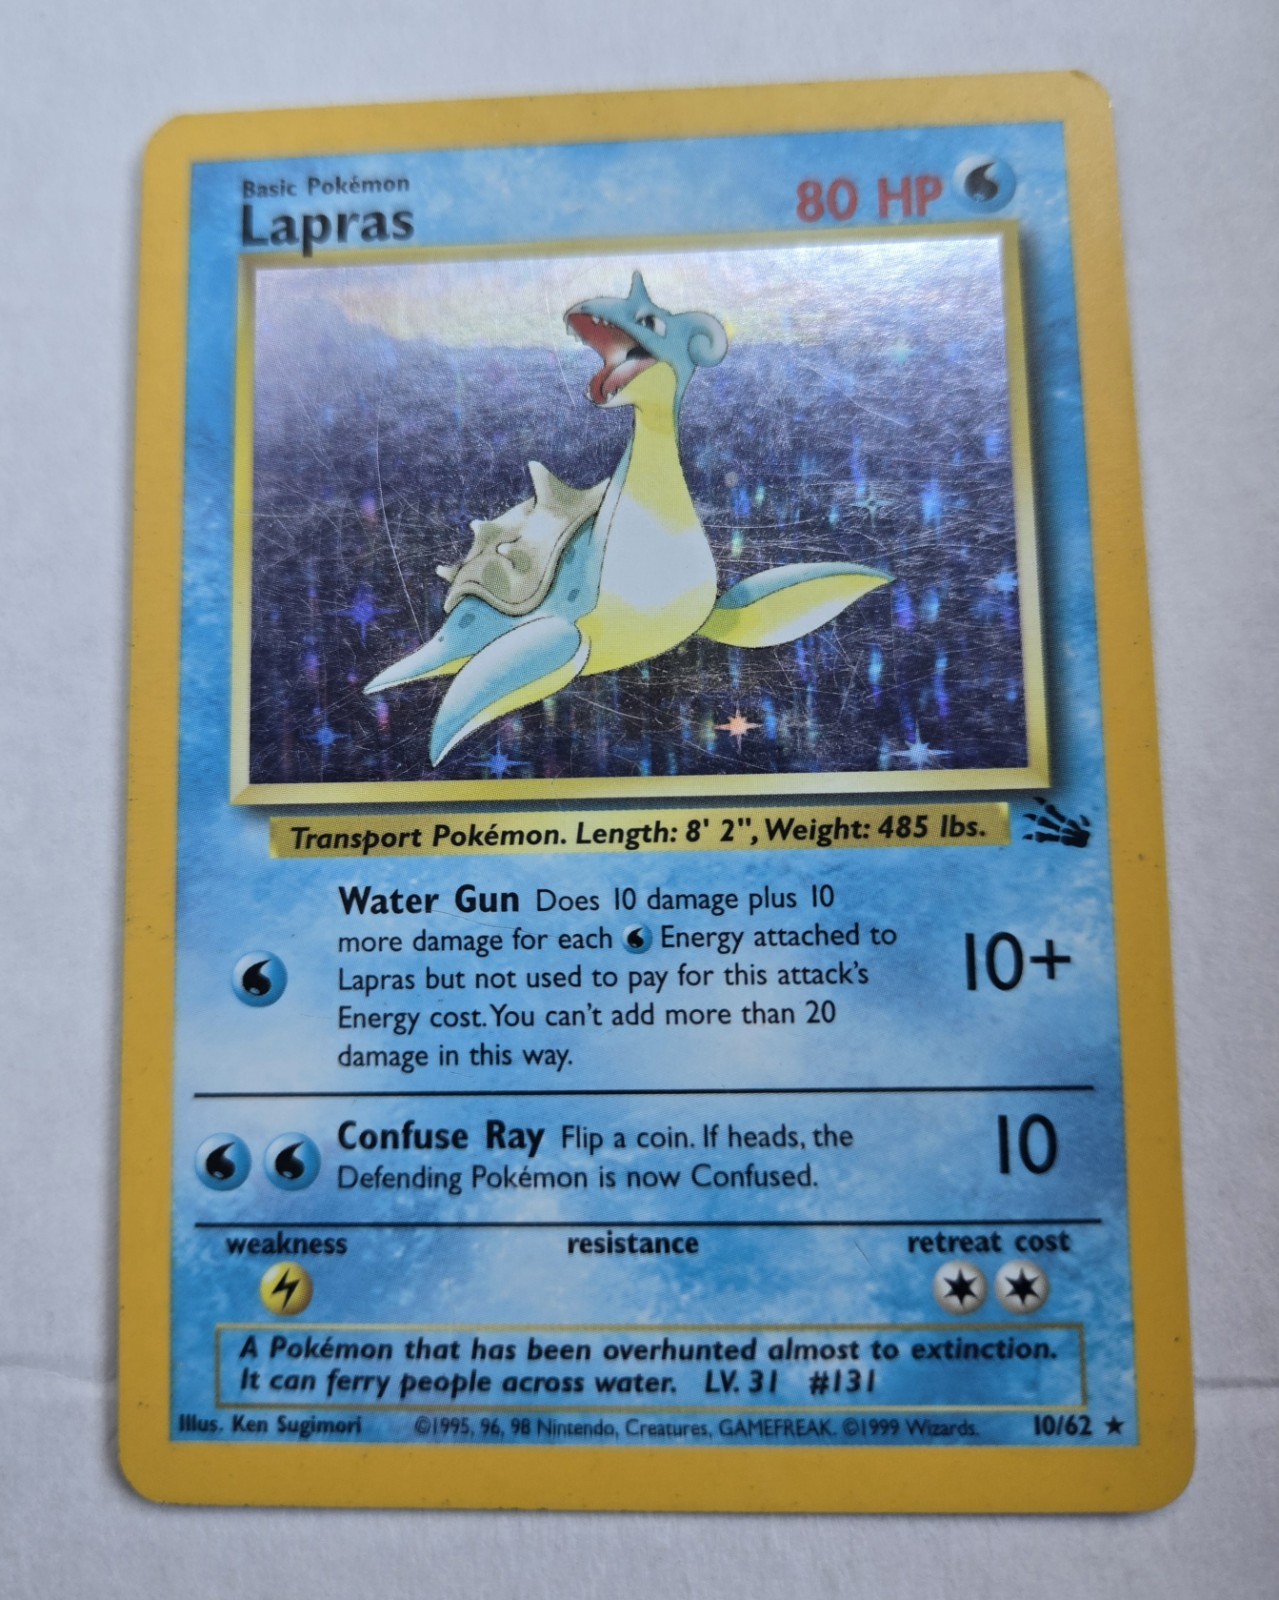 Basic Pokémon
Lapras
80 HP
Transport Pokémon. Length: 8' 2", Weight: 485 lbs.
Water Gun Does 10 damage plus 10
more damage for each Energy attached to
Lapras but not used to pay for this attack's
Energy cost. You can't add more than 20
damage in this way.
10+
Confuse Ray Flip a coin. If heads, the
Defending Pokémon is now Confused.
10
weakness resistance retreat cost
A Pokémon that has been overhunted almost to extinction.
It can ferry people across water. LV. 31 #131
Illus. Ken Sugimori ©1995, 96, 98 Nintendo, Creatures, GAMEFREAK. ©1999 Wizards. 10/62 ★